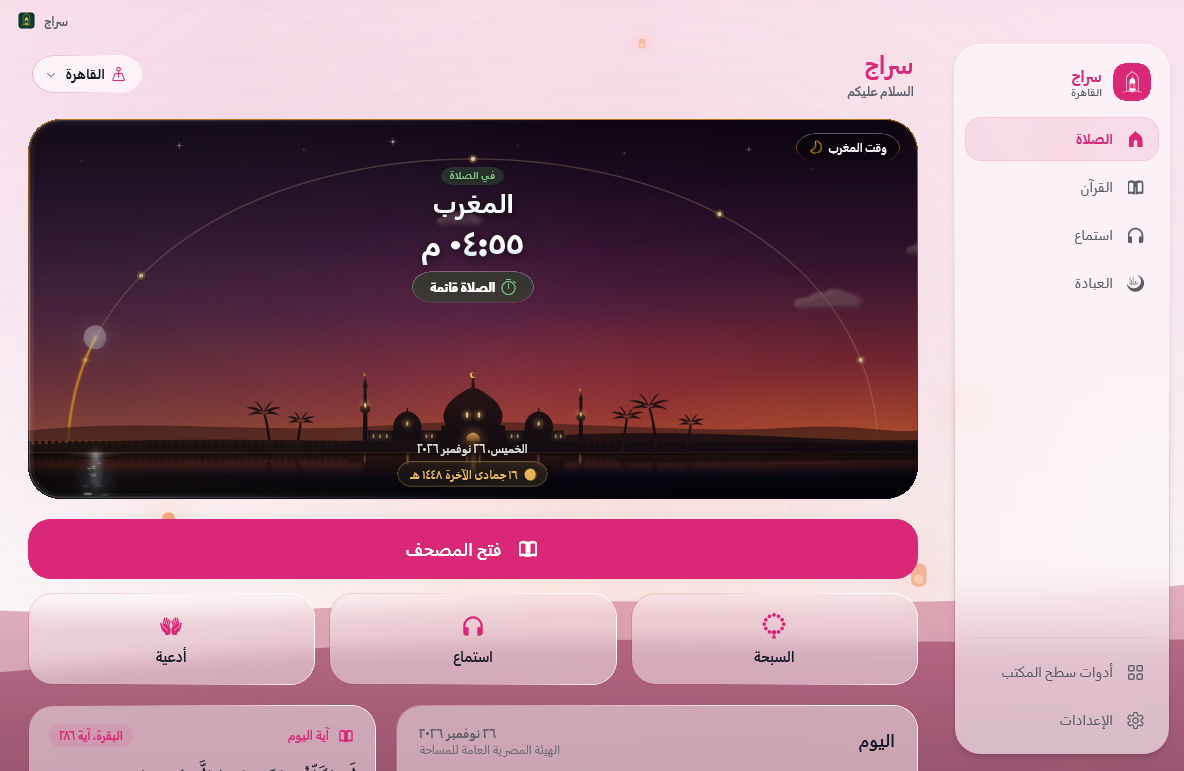 سراج
سراج
القاهرة
الصلاة
القرآن
استماع
العبادة
أدوات سطح المكتب
الإعدادات
سراج
السلام عليكم
القاهرة
وقت المغرب
في الصلاة
المغرب
٠٤:٥٥ م
الصلاة قائمة
الخميس، ٢٦ نوفمبر ٢٠٢٦
١٦ جمادى الآخرة ١٤٤٨ هـ
فتح المصحف
السبحة
استماع
أدعية
اليوم
٢٦ نوفمبر ٢٠٢٦
الهيئة المصرية العامة للمساحة
آية اليوم
البقرة، آية ٢٨٦